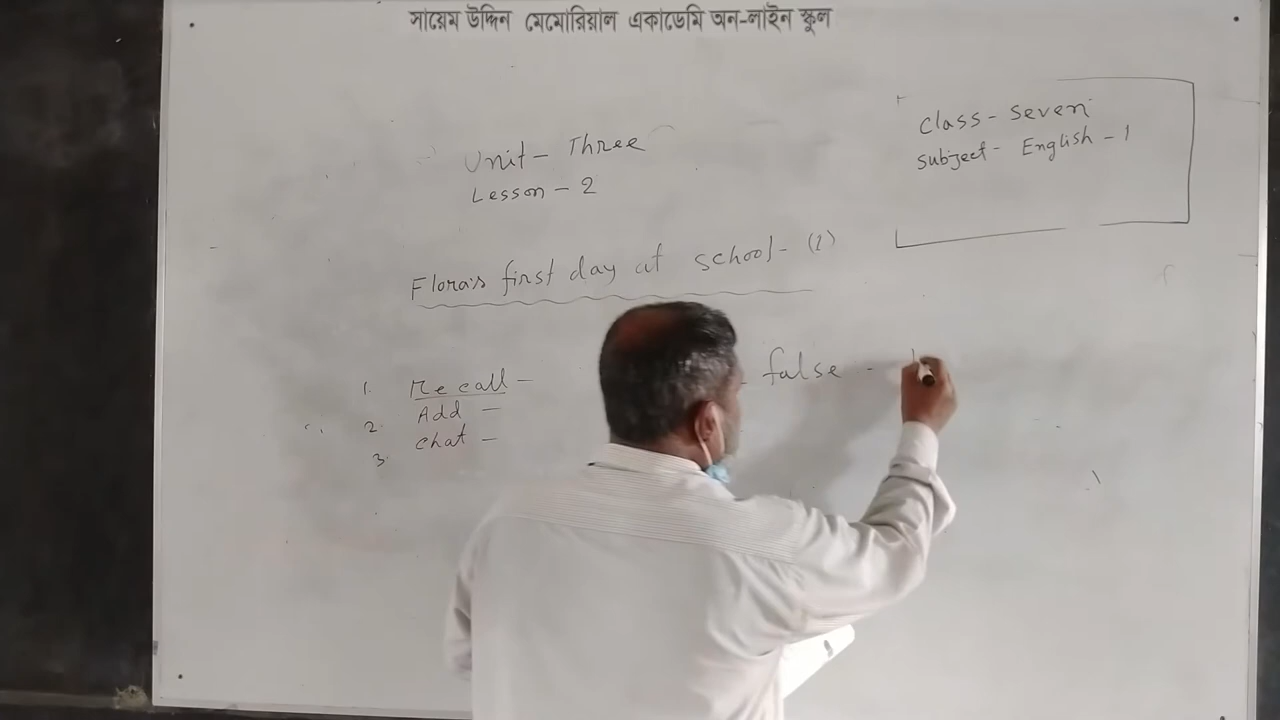 সায়েম উদ্দিন মেমোরিয়াল একাডেমি অন-লাইন স্কুল
Class - Seven
Subject - English - 1
Unit - Three
Lesson - 2
Flora's first day at school - (1)
1. Recall - false -
2. Add -
3. Chat -